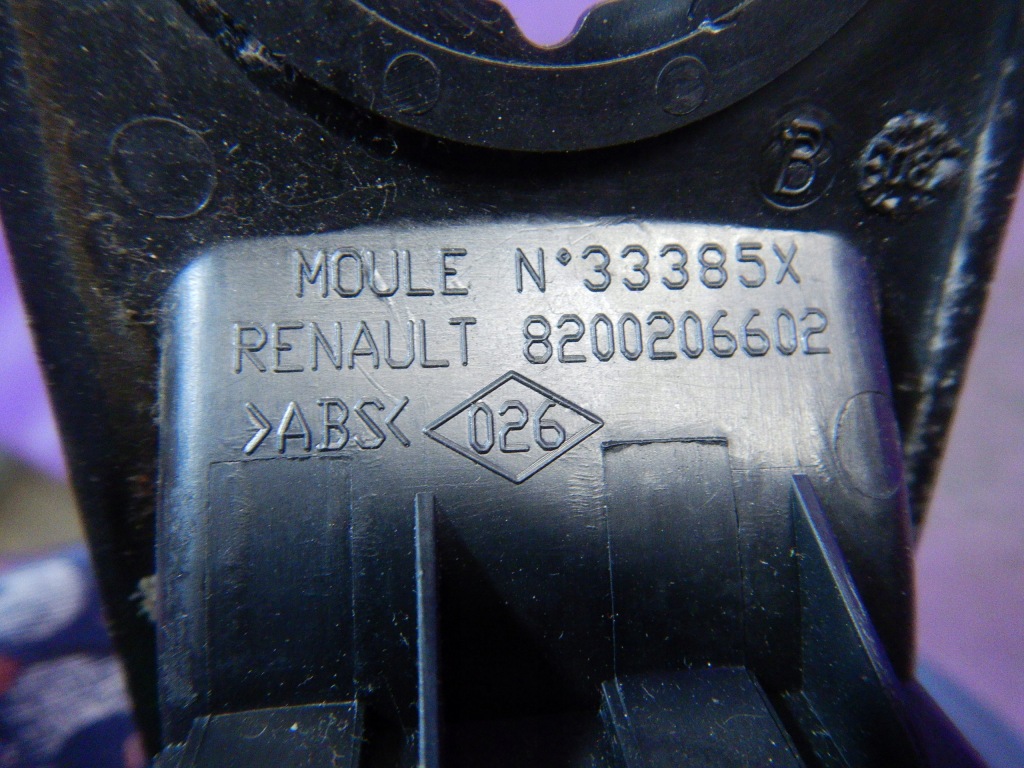 B
MOULE N°33385X
RENAULT 8200206602
>ABS< 026